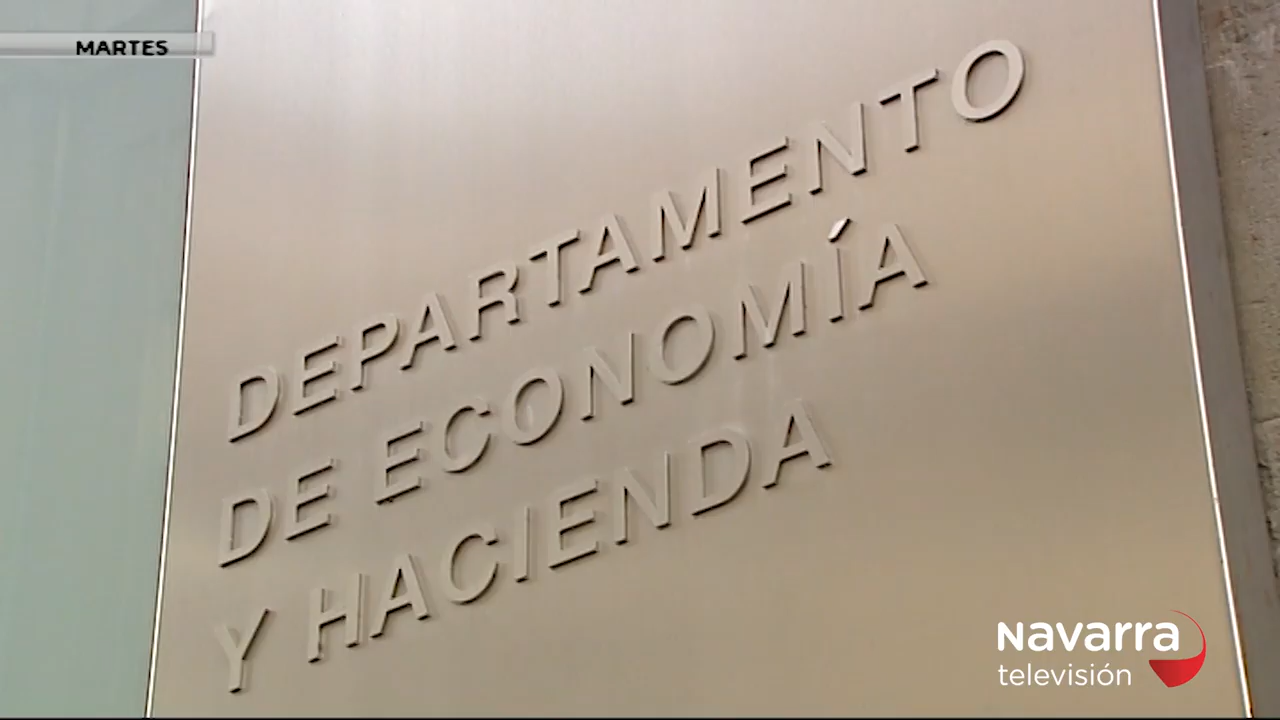 MARTES
DEPARTAMENTO
DE ECONOMÍA
Y HACIENDA
Navarra
televisión